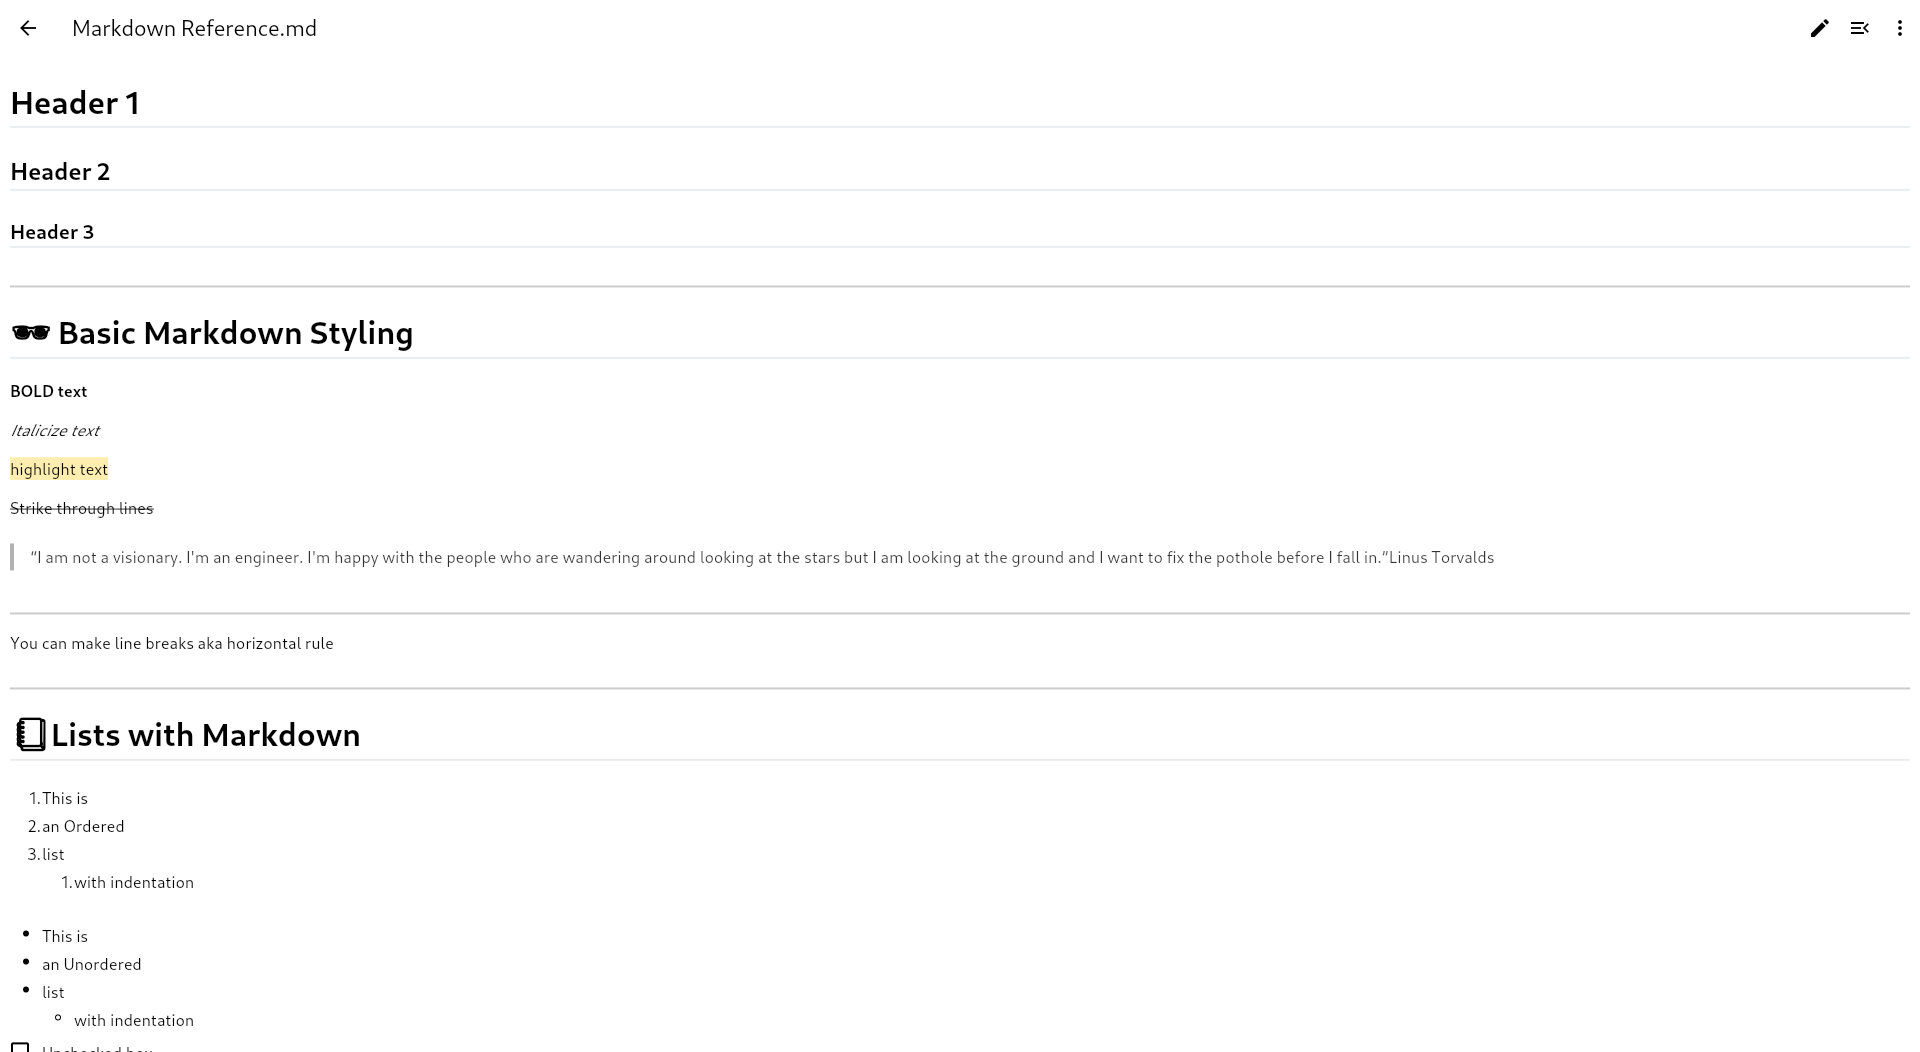 Markdown Reference.md
Header 1
Header 2
Header 3
🕶️ Basic Markdown Styling
BOLD text
Italicize text
highlight text
Strike through lines
"I am not a visionary. I'm an engineer. I'm happy with the people who are wandering around looking at the stars but I am looking at the ground and I want to fix the pothole before I fall in."Linus Torvalds
You can make line breaks aka horizontal rule
Lists with Markdown
1. This is
2. an Ordered
3. list
1. with indentation
• This is
• an Unordered
• list
◦ with indentation
Unchecked box